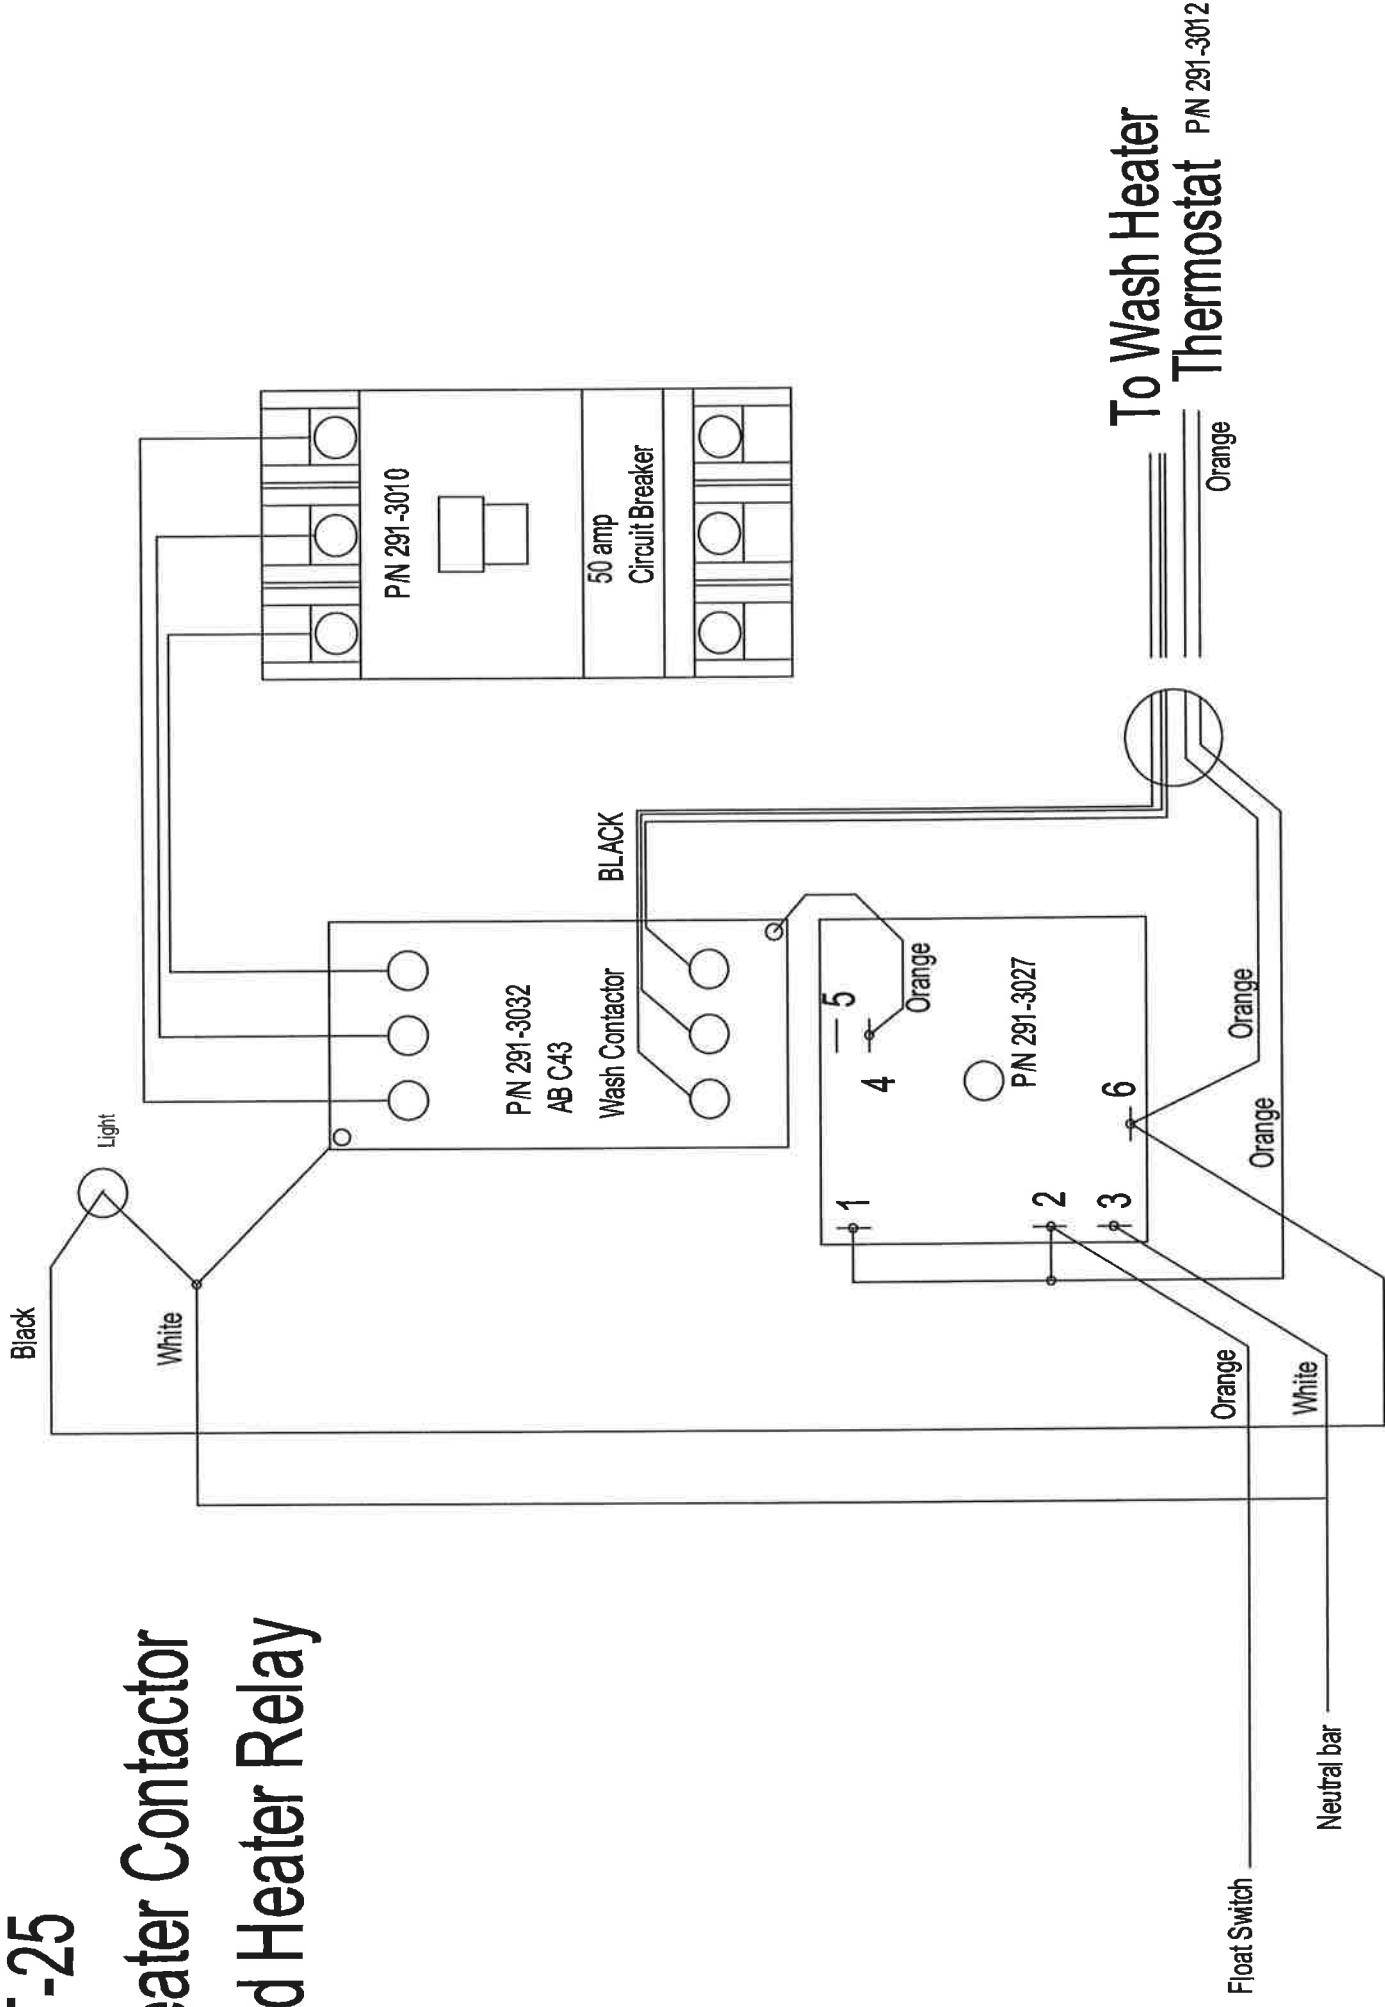 -25
Contactor
Heater Relay
Black
White
Light
P/N 291-3032
AB C43
Wash Contactor
BLACK
P/N 291-3010
50 amp
Circuit Breaker
To Wash Heater
Thermostat P/N 291-3012
Orange
1
2
3
4
5
6
Orange
P/N 291-3027
Orange
Orange
Orange
White
Float Switch
Neutral bar